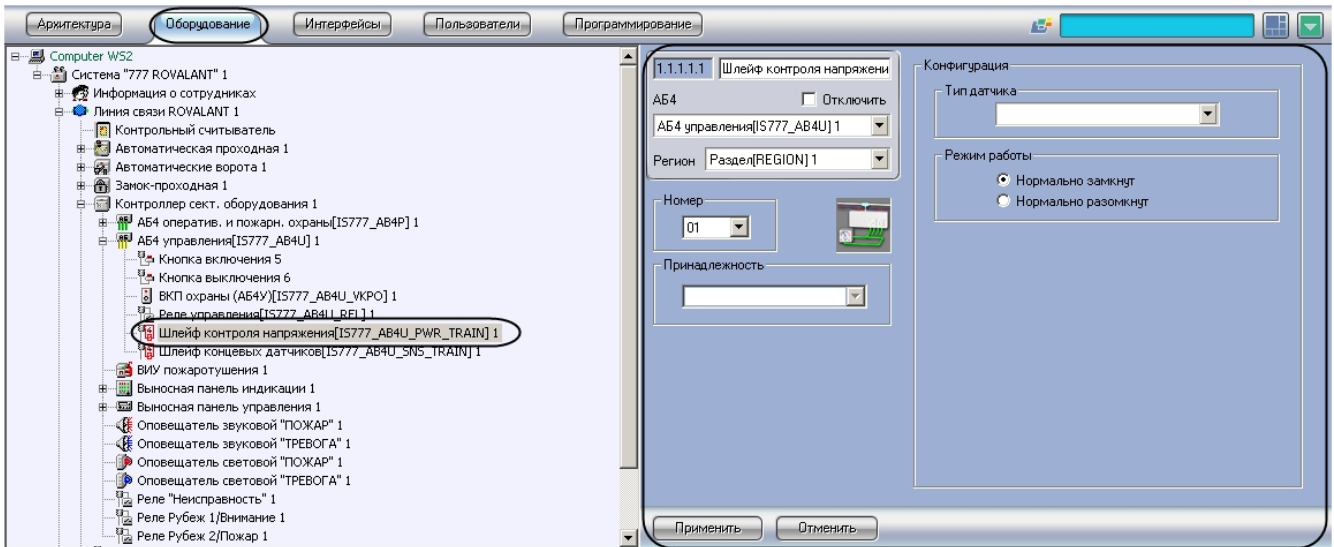 Архитектура
Оборудование
Интерфейсы
Пользователи
Программирование
Computer WS2
Система "777 ROVALANT" 1
Информация о сотрудниках
Линия связи ROVALANT 1
Контрольный считыватель
Автоматическая проходная 1
Автоматические ворота 1
Замок-проходная 1
Контроллер сект. оборудования 1
АБ4 оператив. и пожарн. охраны[IS777_AB4P] 1
АБ4 управления[IS777_AB4U] 1
Кнопка включения 5
Кнопка выключения 6
ВКП охраны (АБ4У)[IS777_AB4U_VKPO] 1
Реле управления[IS777_AB4U_REL] 1
Шлейф контроля напряжения[IS777_AB4U_PWR_TRAIN] 1
Шлейф концевых датчиков[IS777_AB4U_SNS_TRAIN] 1
ВИУ пожаротушения 1
Выносная панель индикации 1
Выносная панель управления 1
Оповещатель звуковой "ПОЖАР" 1
Оповещатель звуковой "ТРЕВОГА" 1
Оповещатель световой "ПОЖАР" 1
Оповещатель световой "ТРЕВОГА" 1
Реле "Неисправность" 1
Реле Рубеж 1/Внимание 1
Реле Рубеж 2/Пожар 1
1.1.1.1.1 Шлейф контроля напряжени
АБ4 Отключить
АБ4 управления[IS777_AB4U] 1
Регион Раздел[REGION] 1
Номер
01
Принадлежность
Конфигурация
Тип датчика
Режим работы
Нормально замкнут
Нормально разомкнут
Применить
Отменить